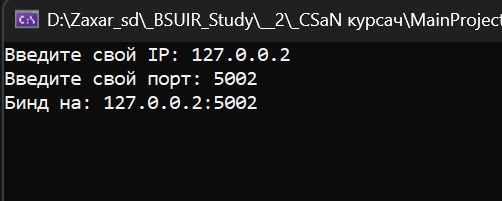 D:\Zaxar_sd\_BSUIR_Study\__2\_CSaN курсач\MainProject
Введите свой IP: 127.0.0.2
Введите свой порт: 5002
Бинд на: 127.0.0.2:5002